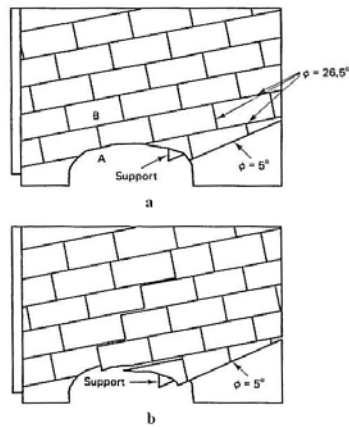 ϕ = 26.5°
B
A
Support
ϕ = 5°
a
Support
ϕ = 5°
b